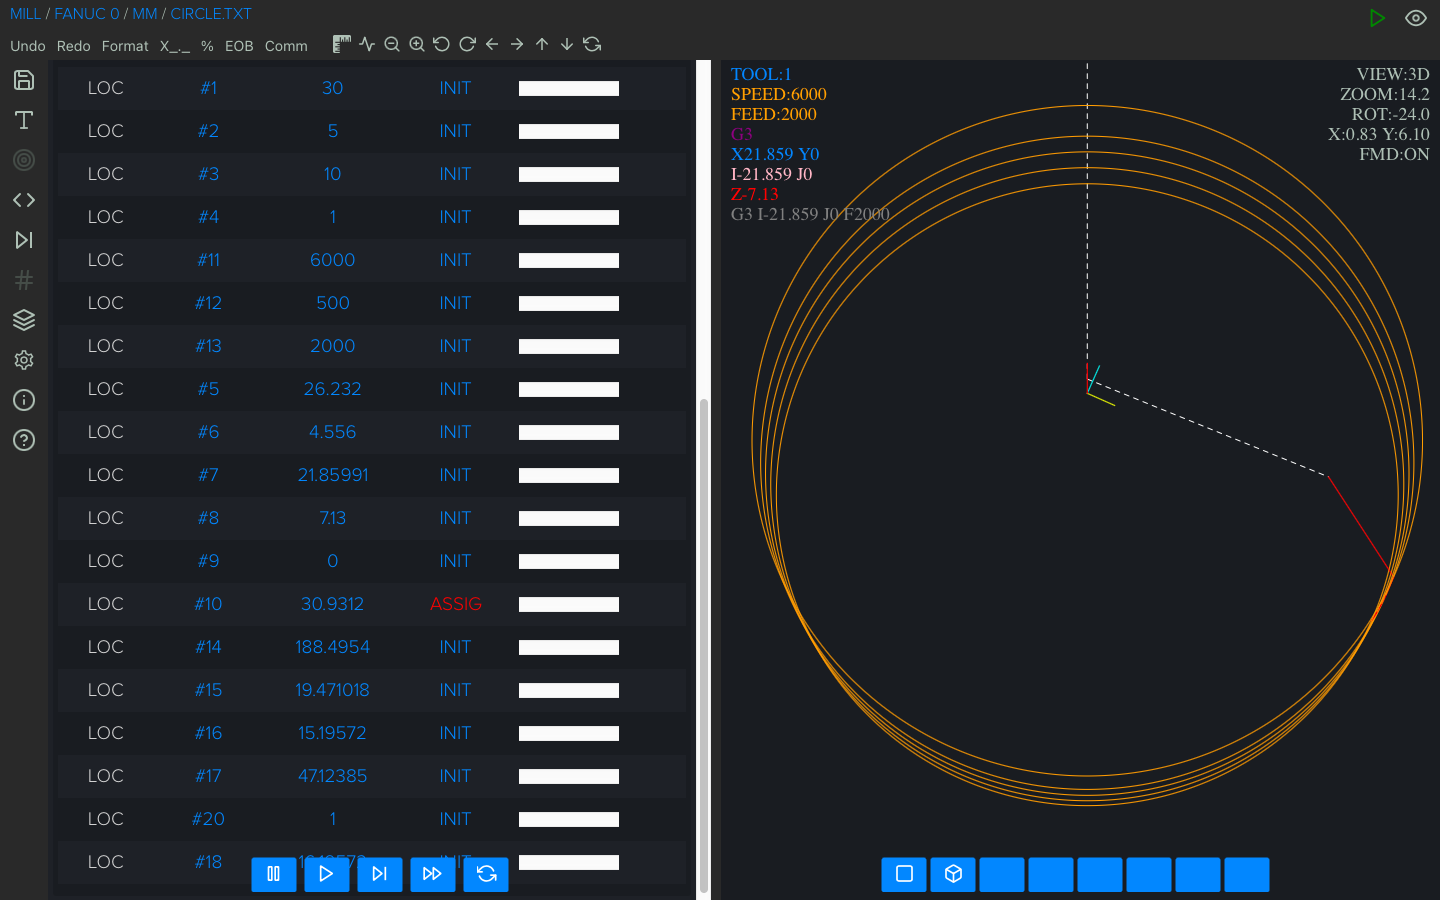 MILL / FANUC 0 / MM / CIRCLE.TXT
Undo Redo Format X_._ % EOB Comm
LOC #1 30 INIT
LOC #2 5 INIT
LOC #3 10 INIT
LOC #4 1 INIT
LOC #11 6000 INIT
LOC #12 500 INIT
LOC #13 2000 INIT
LOC #5 26.232 INIT
LOC #6 4.556 INIT
LOC #7 21.85991 INIT
LOC #8 7.13 INIT
LOC #9 0 INIT
LOC #10 30.9312 ASSIG
LOC #14 188.4954 INIT
LOC #15 19.471018 INIT
LOC #16 15.19572 INIT
LOC #17 47.12385 INIT
LOC #20 1 INIT
LOC #18 INIT
TOOL:1
SPEED:6000
FEED:2000
G3
X21.859 Y0
I-21.859 J0
Z-7.13
G3 I-21.859 J0 F2000
VIEW:3D
ZOOM:14.2
ROT:-24.0
X:0.83 Y:6.10
FMD:ON